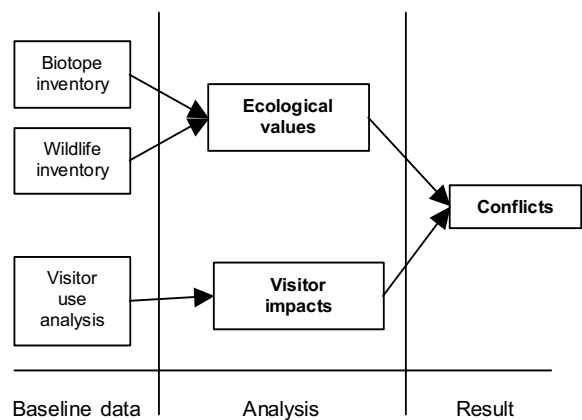 Biotope
inventory
Wildlife
inventory
Visitor
use
analysis
Ecological
values
Visitor
impacts
Conflicts
Baseline data
Analysis
Result